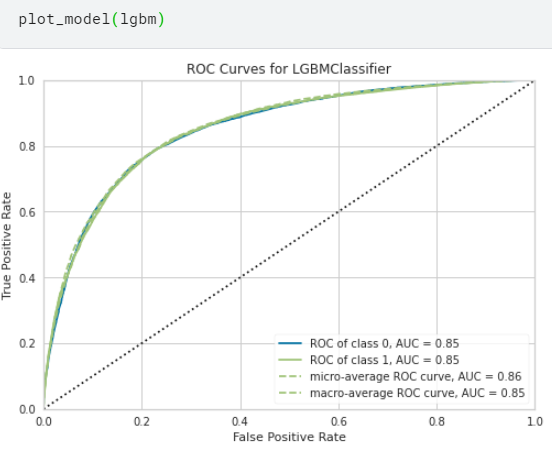 plot_model(lgbm)
ROC Curves for LGBMClassifier
1.0
0.8
0.6
0.4
0.2
0.0
True Positive Rate
ROC of class 0, AUC = 0.85
ROC of class 1, AUC = 0.85
micro-average ROC curve, AUC = 0.86
macro-average ROC curve, AUC = 0.85
0.0 0.2 0.4 0.6 0.8 1.0
False Positive Rate